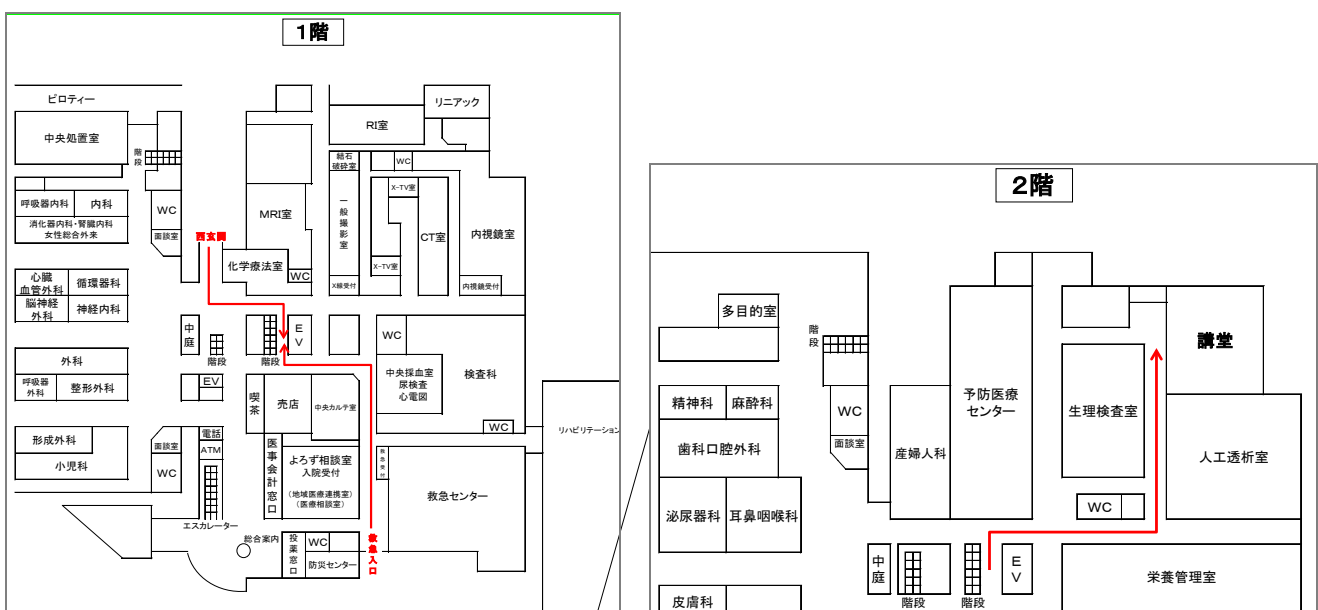 1階
ピロティー
リニアック
RI室
中央処置室
階
段
結石
破砕室
WC
X-TV室
呼吸器内科
内科
消化器内科・腎臓内科
女性総合外来
WC
面談室
西玄関
MRI室
一
般
撮
影
室
CT室
内視鏡室
化学療法室
WC
X-TV室
X線受付
内視鏡受付
心臓
血管外科
循環器科
脳神経
外科
神経内科
中
庭
階段
階段
E
V
WC
外科
呼吸器
外科
整形外科
EV
喫
茶
売店
中央カルテ室
中央採血室
尿検査
心電図
検査科
WC
リハビリテーション
形成外科
小児科
面談室
WC
電話
ATM
エスカレーター
医
事
会
計
窓
口
よろず相談室
入院受付
(地域医療連携室)
(医療相談室)
救
急
受
付
救急センター
総合案内
投
薬
窓
口
WC
防災センター
救
急
入
口
2階
多目的室
階
段
講堂
精神科
麻酔科
WC
面談室
予防医療
センター
生理検査室
歯科口腔外科
産婦人科
人工透析室
泌尿器科
耳鼻咽喉科
WC
中
庭
階段
階段
E
V
栄養管理室
皮膚科